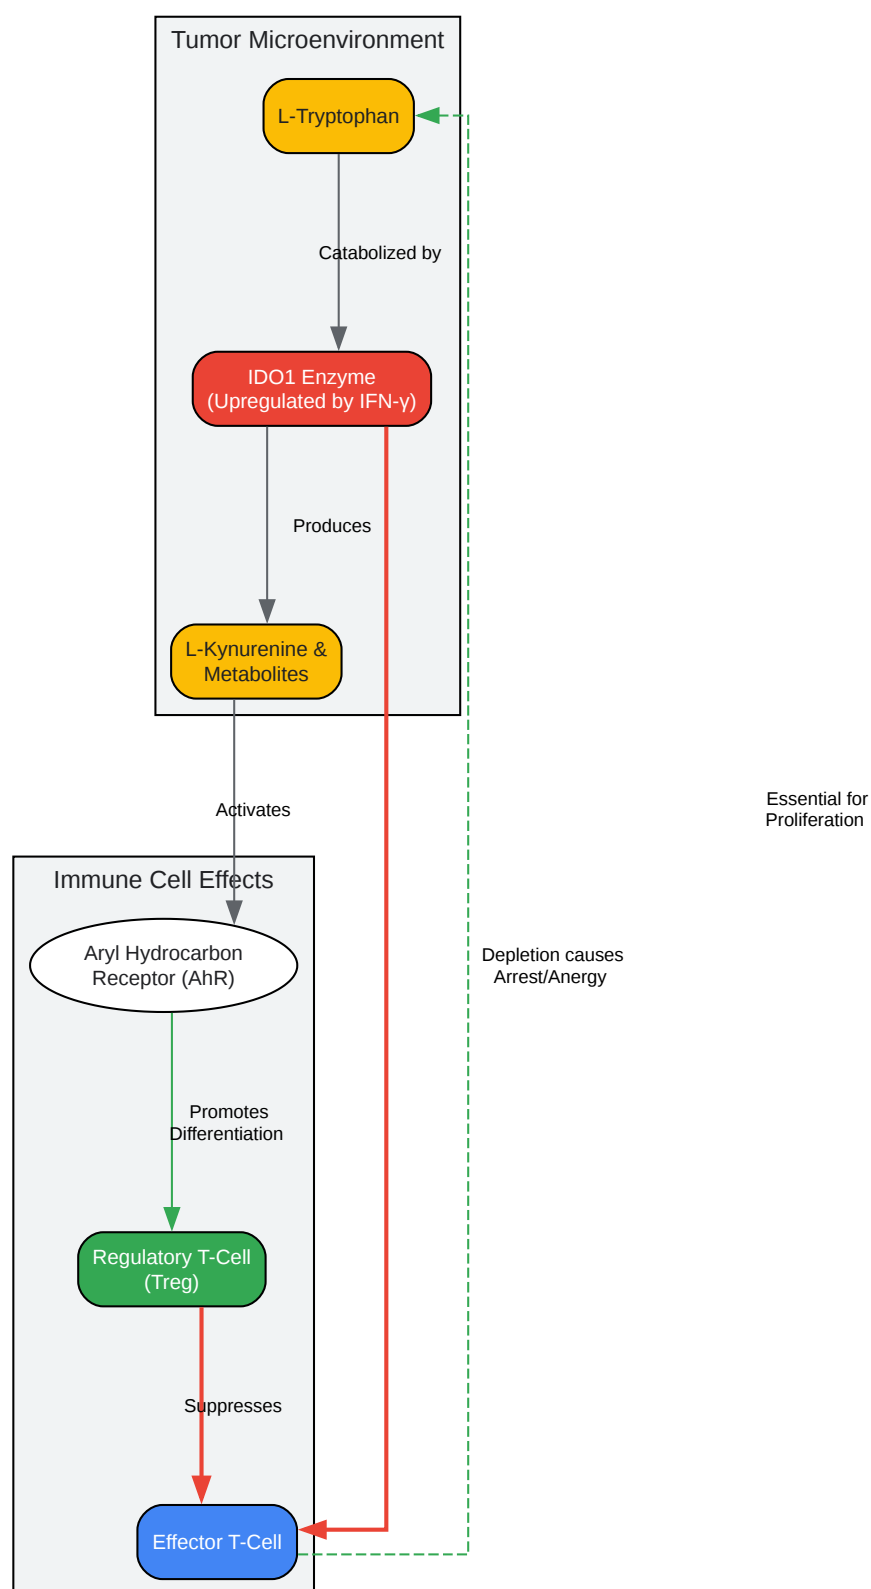 Tumor Microenvironment
L-Tryptophan
Catabolized by
IDO1 Enzyme
(Upregulated by IFN-γ)
Produces
L-Kynurenine &
Metabolites
Activates
Essential for
Proliferation
Immune Cell Effects
Aryl Hydrocarbon
Receptor (AhR)
Depletion causes
Arrest/Anergy
Promotes
Differentiation
Regulatory T-Cell
(Treg)
Suppresses
Effector T-Cell